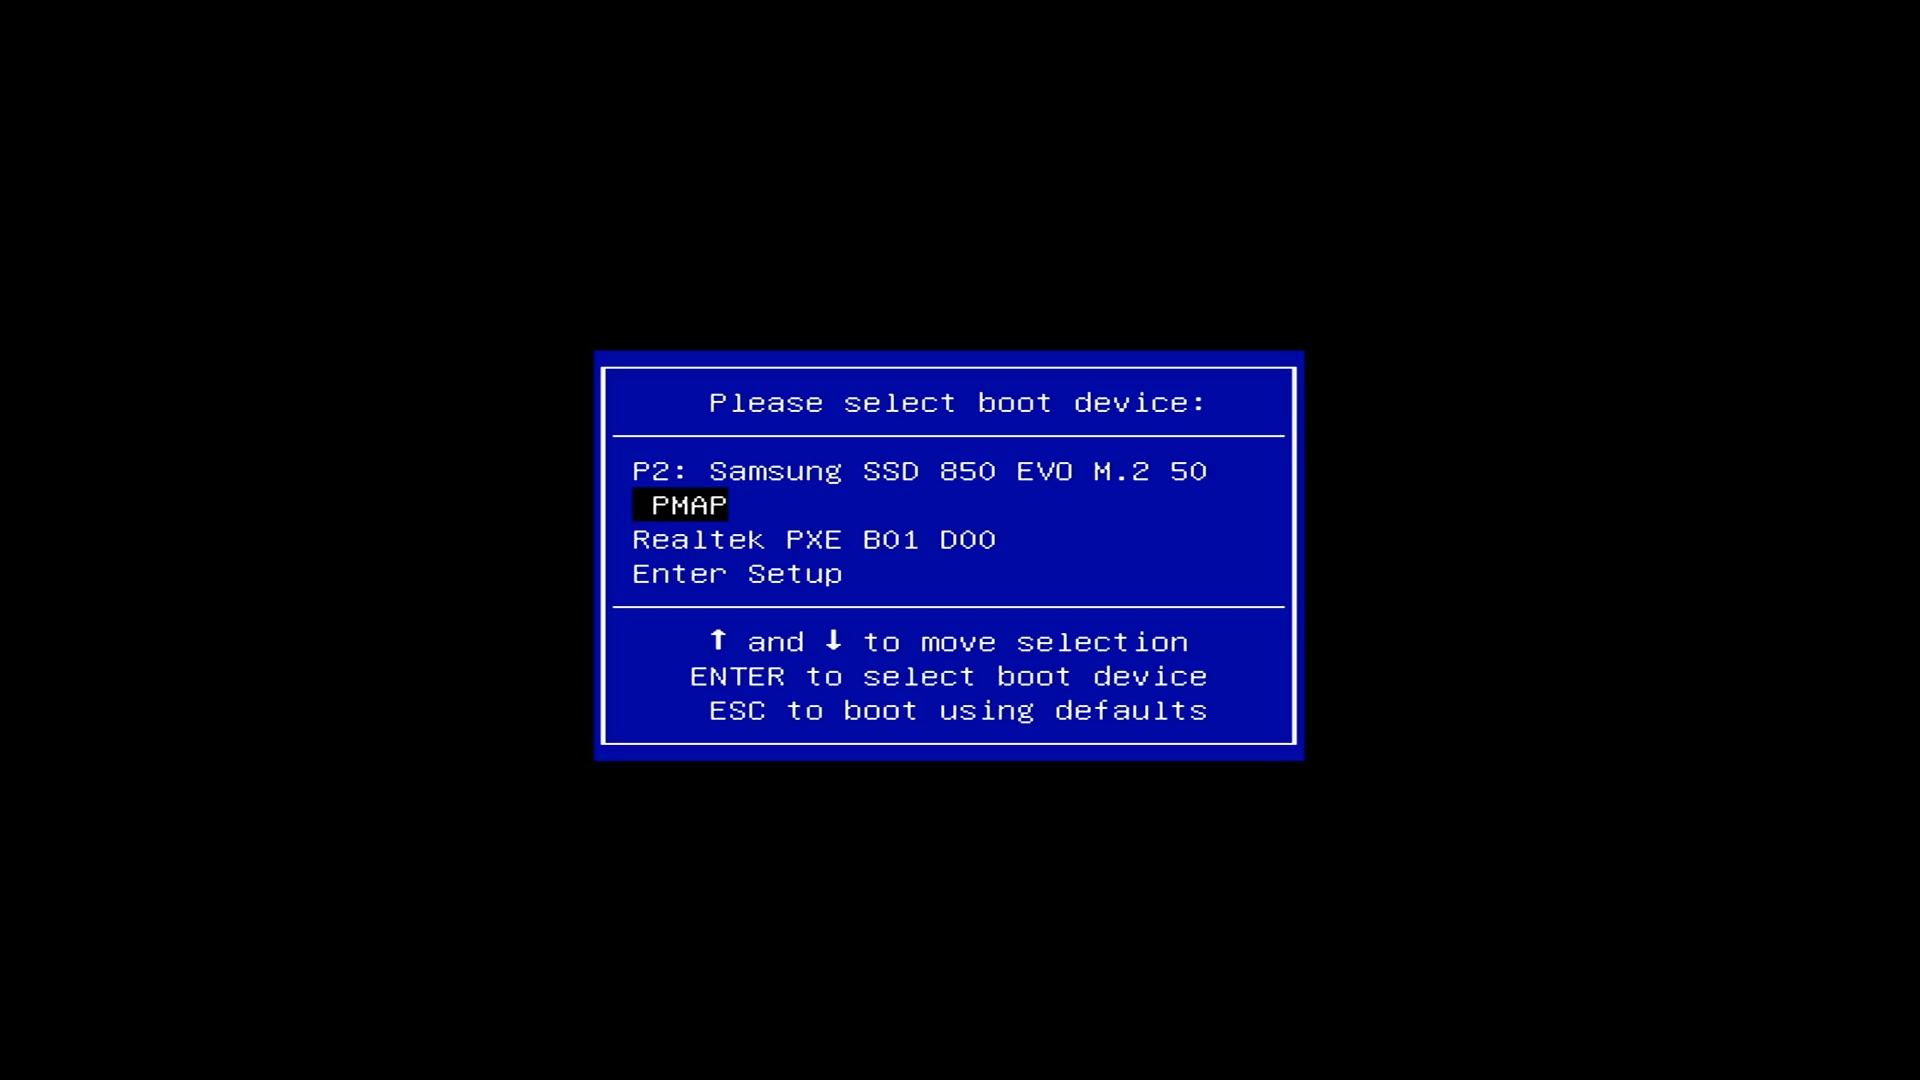 Please select boot device:
P2: Samsung SSD 850 EVO M.2 50
PMAP
Realtek PXE B01 D00
Enter Setup
↑ and ↓ to move selection
ENTER to select boot device
ESC to boot using defaults